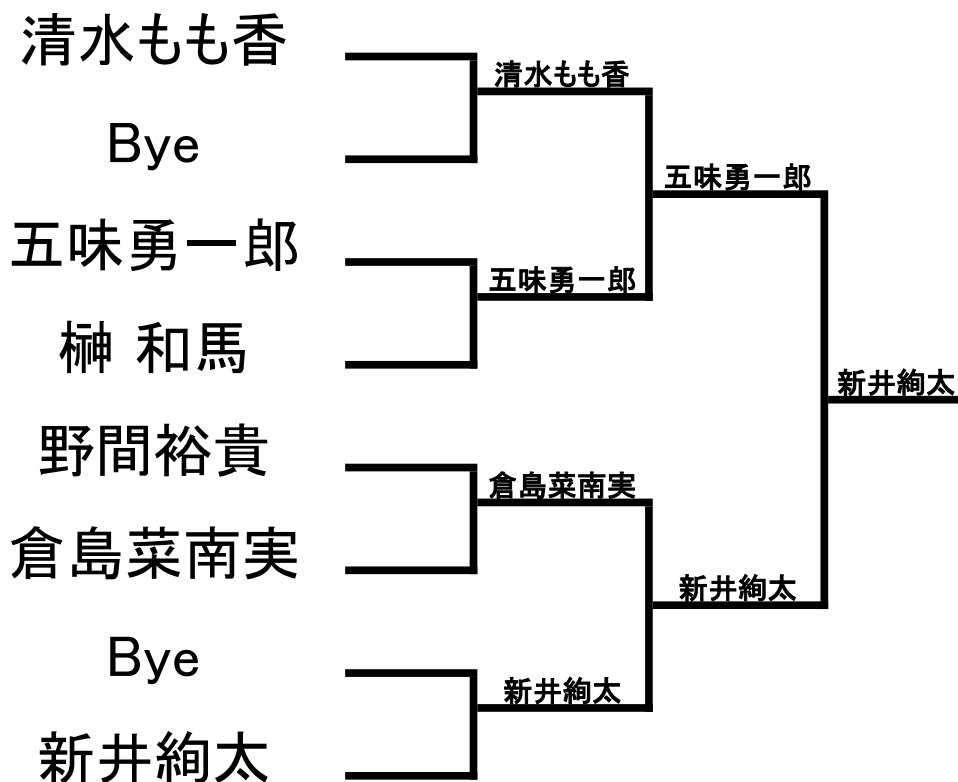 清水もも香
清水もも香
Bye
五味勇一郎
五味勇一郎
五味勇一郎
榊 和馬
新井絢太
野間裕貴
倉島菜南実
倉島菜南実
新井絢太
Bye
新井絢太
新井絢太